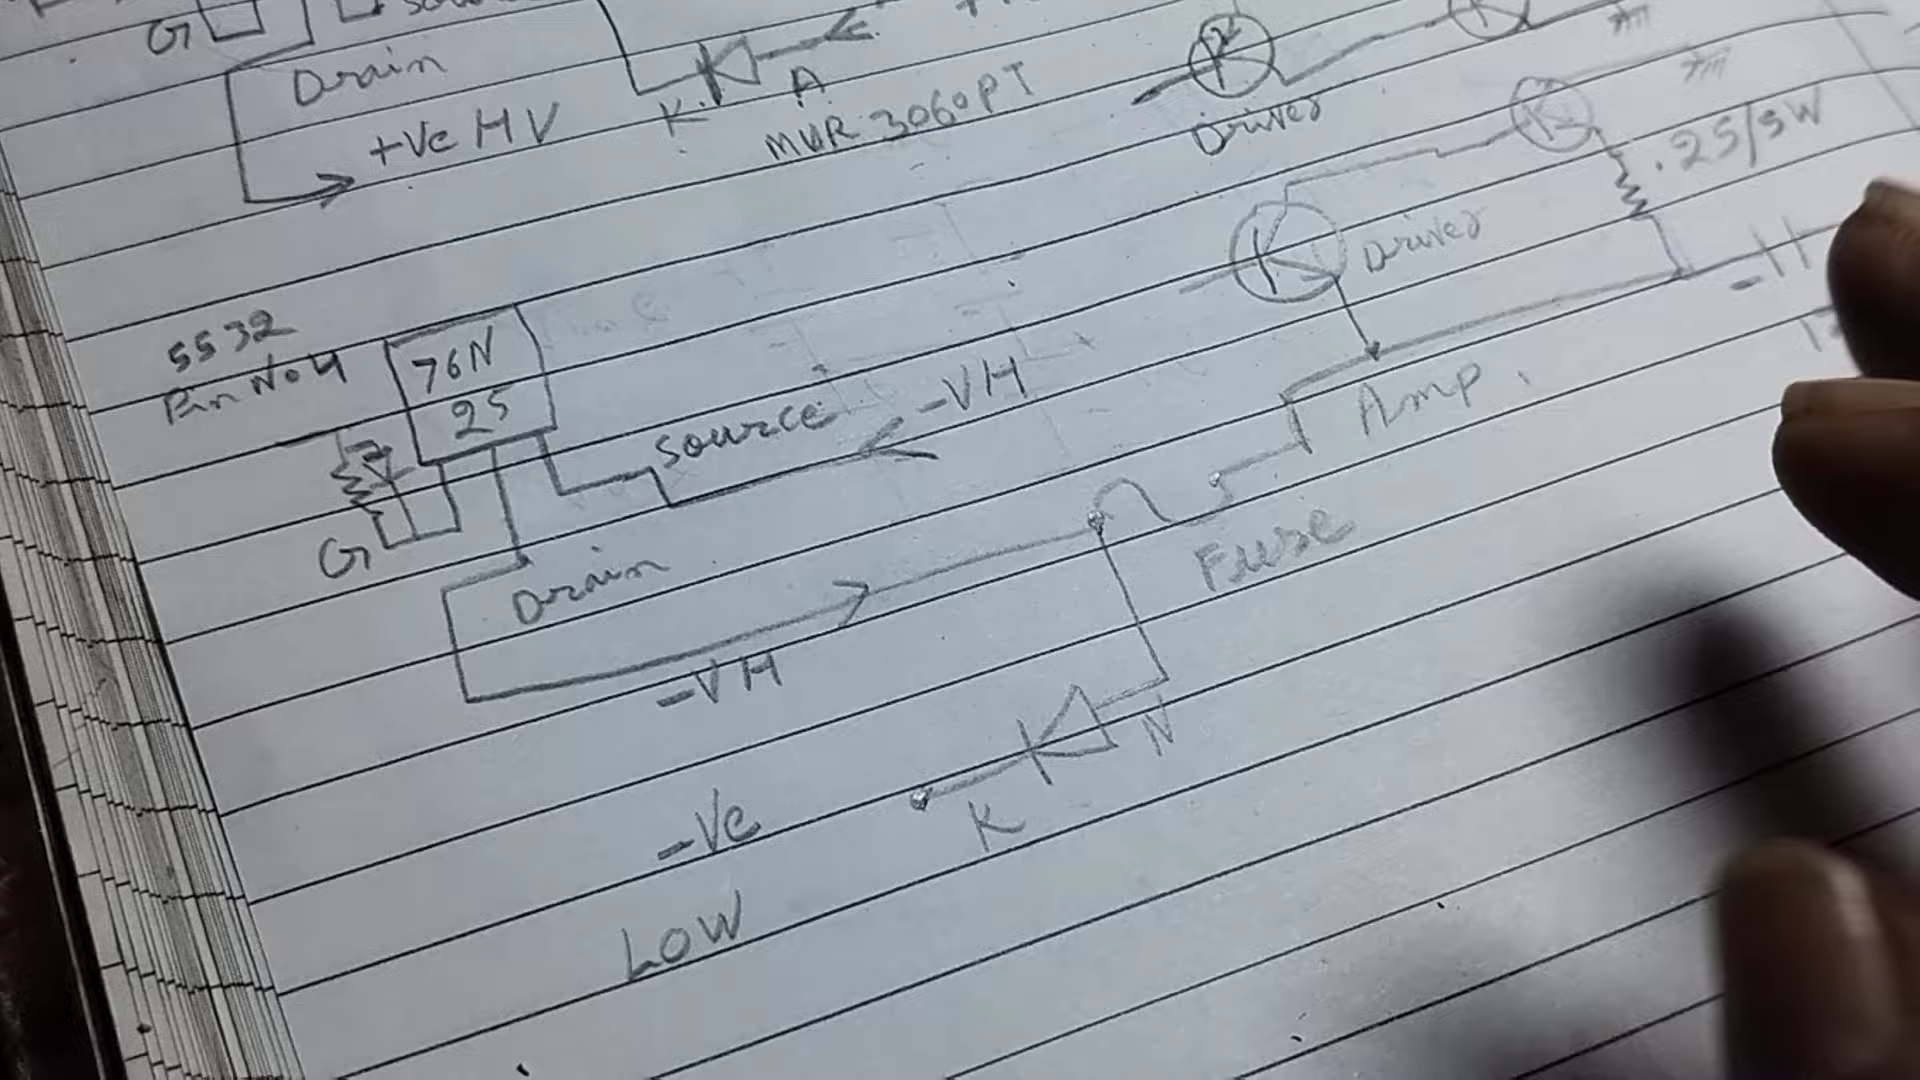 G
Drain
+Ve HV
K
A
MUR 3060PT
Driver
.25/5W
Driver
5532
Pin No 4
76N
25
source
-VH
Amp.
G
Drain
Fuse
-VH
N
K
-Ve
LOW